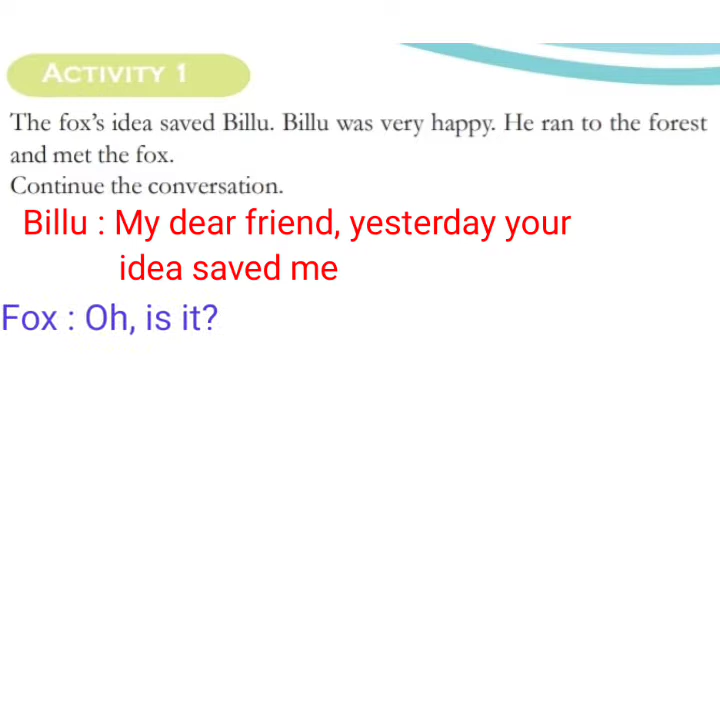 ACTIVITY 1
The fox's idea saved Billu. Billu was very happy. He ran to the forest
and met the fox.
Continue the conversation.
Billu : My dear friend, yesterday your
idea saved me
Fox : Oh, is it?